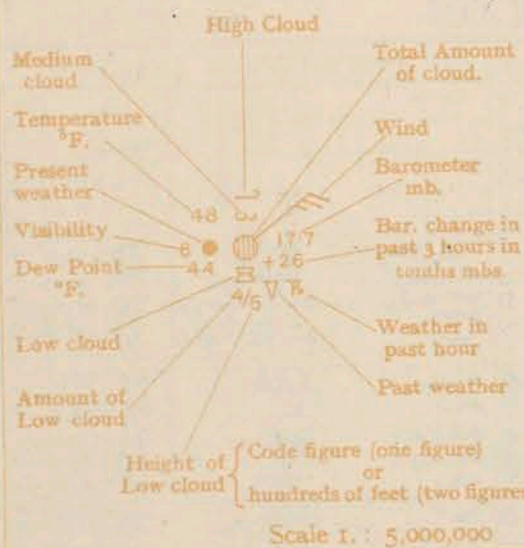 High Cloud
Medium
cloud
Total Amount
of cloud.
Temperature
°F.
Wind
Present
weather
Barometer
mb.
48
Visibility
6
177
Bar. change in
past 3 hours in
tenths mbs.
+26
Dew Point
°F.
44
B
4/5
V
Low cloud
Weather in
past hour
Amount of
Low cloud
Past weather
Height of
Low cloud
Code figure (one figure)
or
hundreds of feet (two figures
Scale 1. : 5,000,000